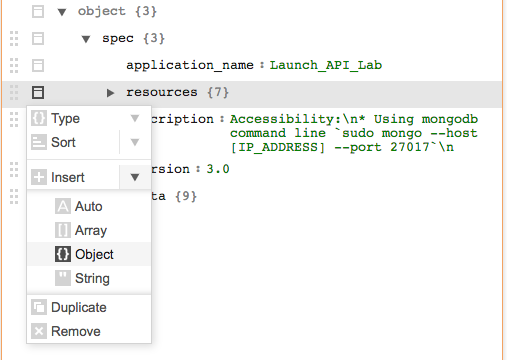 object {3}
spec {3}
application_name : Launch_API_Lab
resources {7}
Type
cription : Accessibility:\n* Using mongodb
Sort
command line `sudo mongo --host
[IP_ADDRESS] --port 27017`\n
Insert
rsion : 3.0
ta {9}
Auto
Array
Object
String
Duplicate
Remove